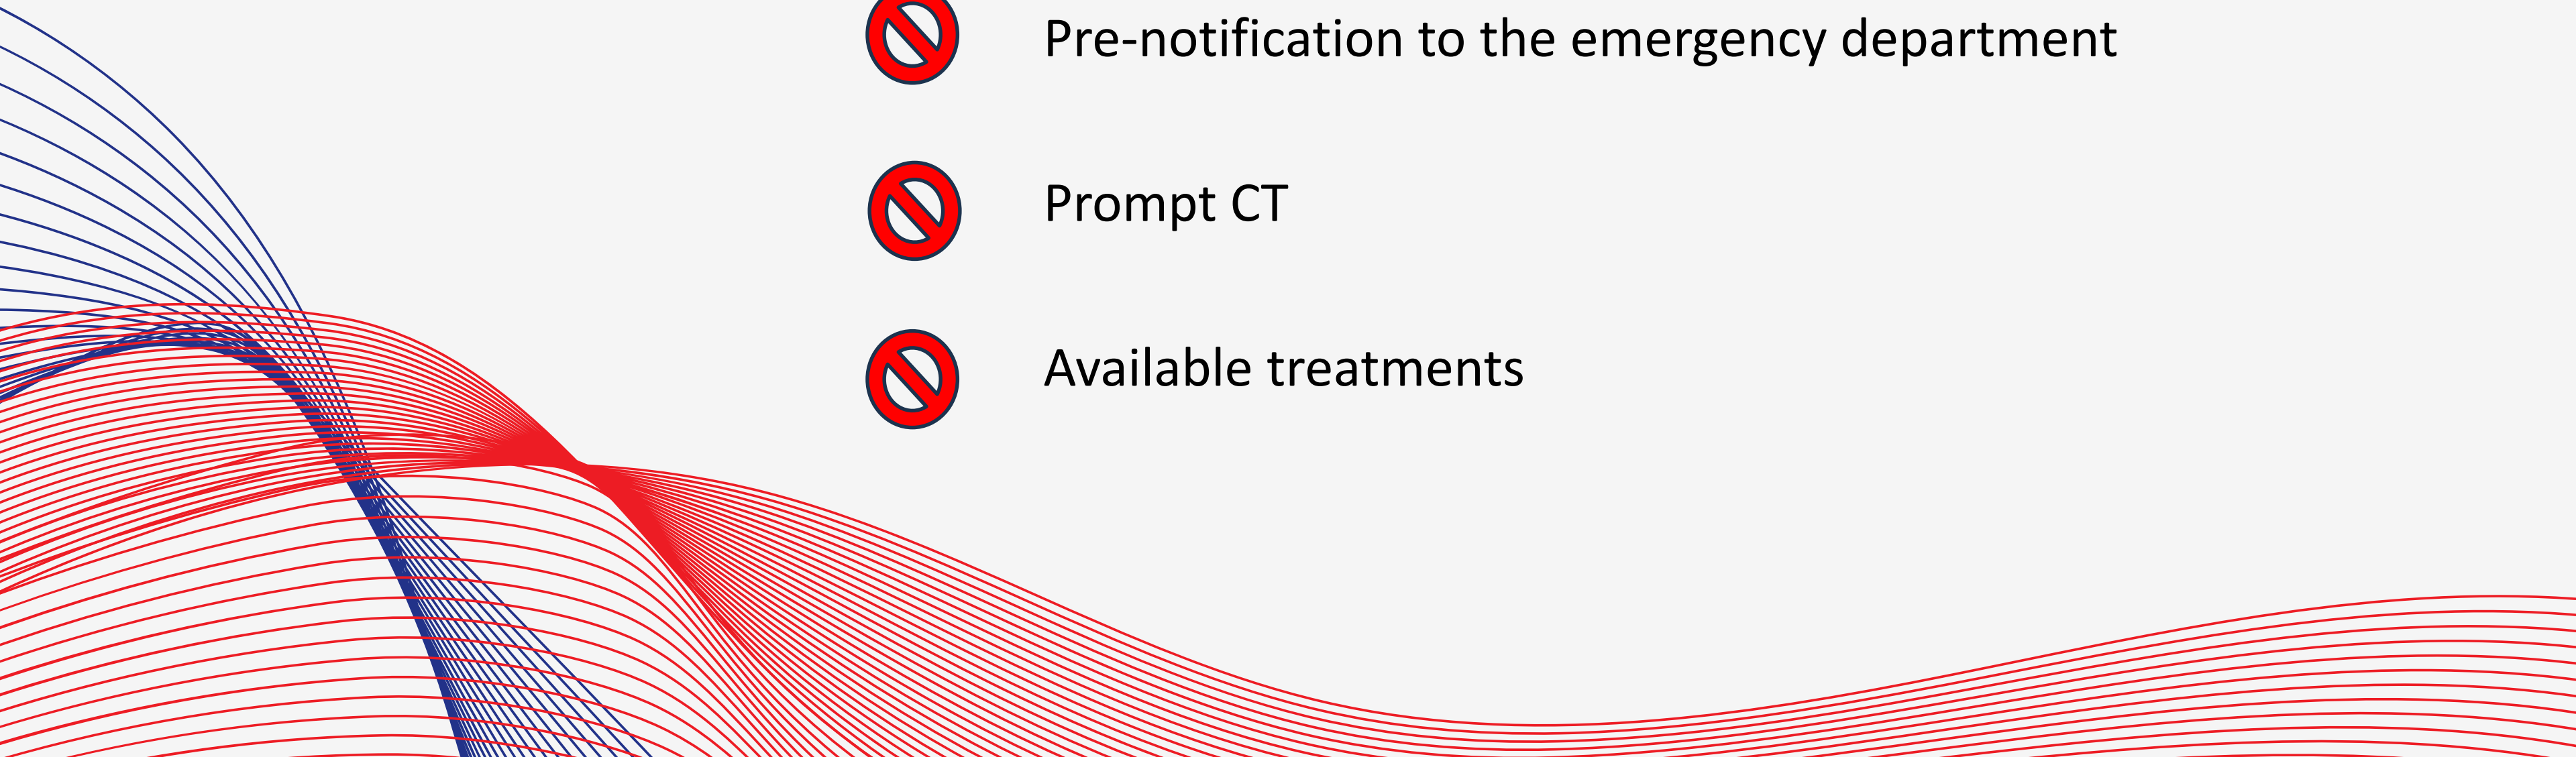 Pre-notification to the emergency department
Prompt CT
Available treatments